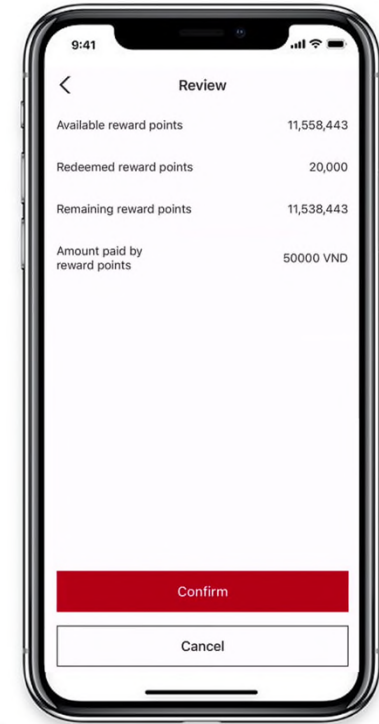 9:41
Review
Available reward points 11,558,443
Redeemed reward points 20,000
Remaining reward points 11,538,443
Amount paid by
reward points 50000 VND
Confirm
Cancel